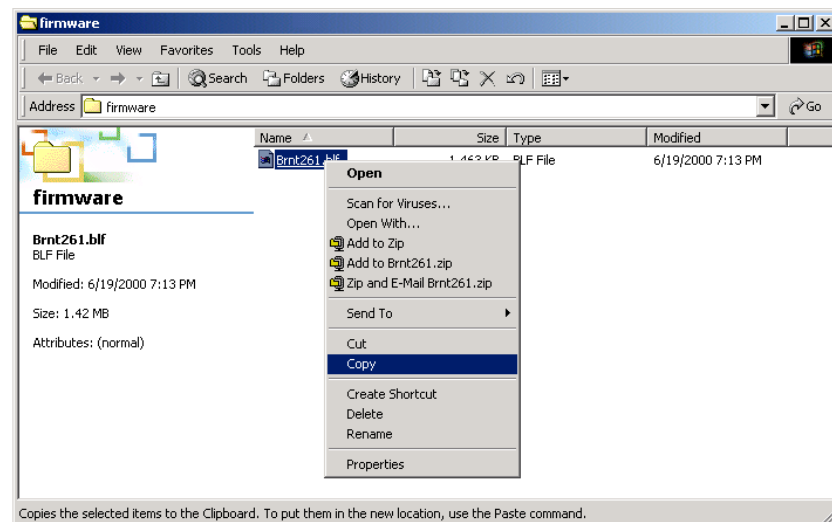 firmware
File Edit View Favorites Tools Help
Back Search Folders History
Address firmware Go
Name Size Type Modified
Brnt261.blf 1,463 KB BLF File 6/19/2000 7:13 PM
firmware
Brnt261.blf
BLF File
Modified: 6/19/2000 7:13 PM
Size: 1.42 MB
Attributes: (normal)
Open
Scan for Viruses...
Open With...
Add to Zip
Add to Brnt261.zip
Zip and E-Mail Brnt261.zip
Send To
Cut
Copy
Create Shortcut
Delete
Rename
Properties
Copies the selected items to the Clipboard. To put them in the new location, use the Paste command.